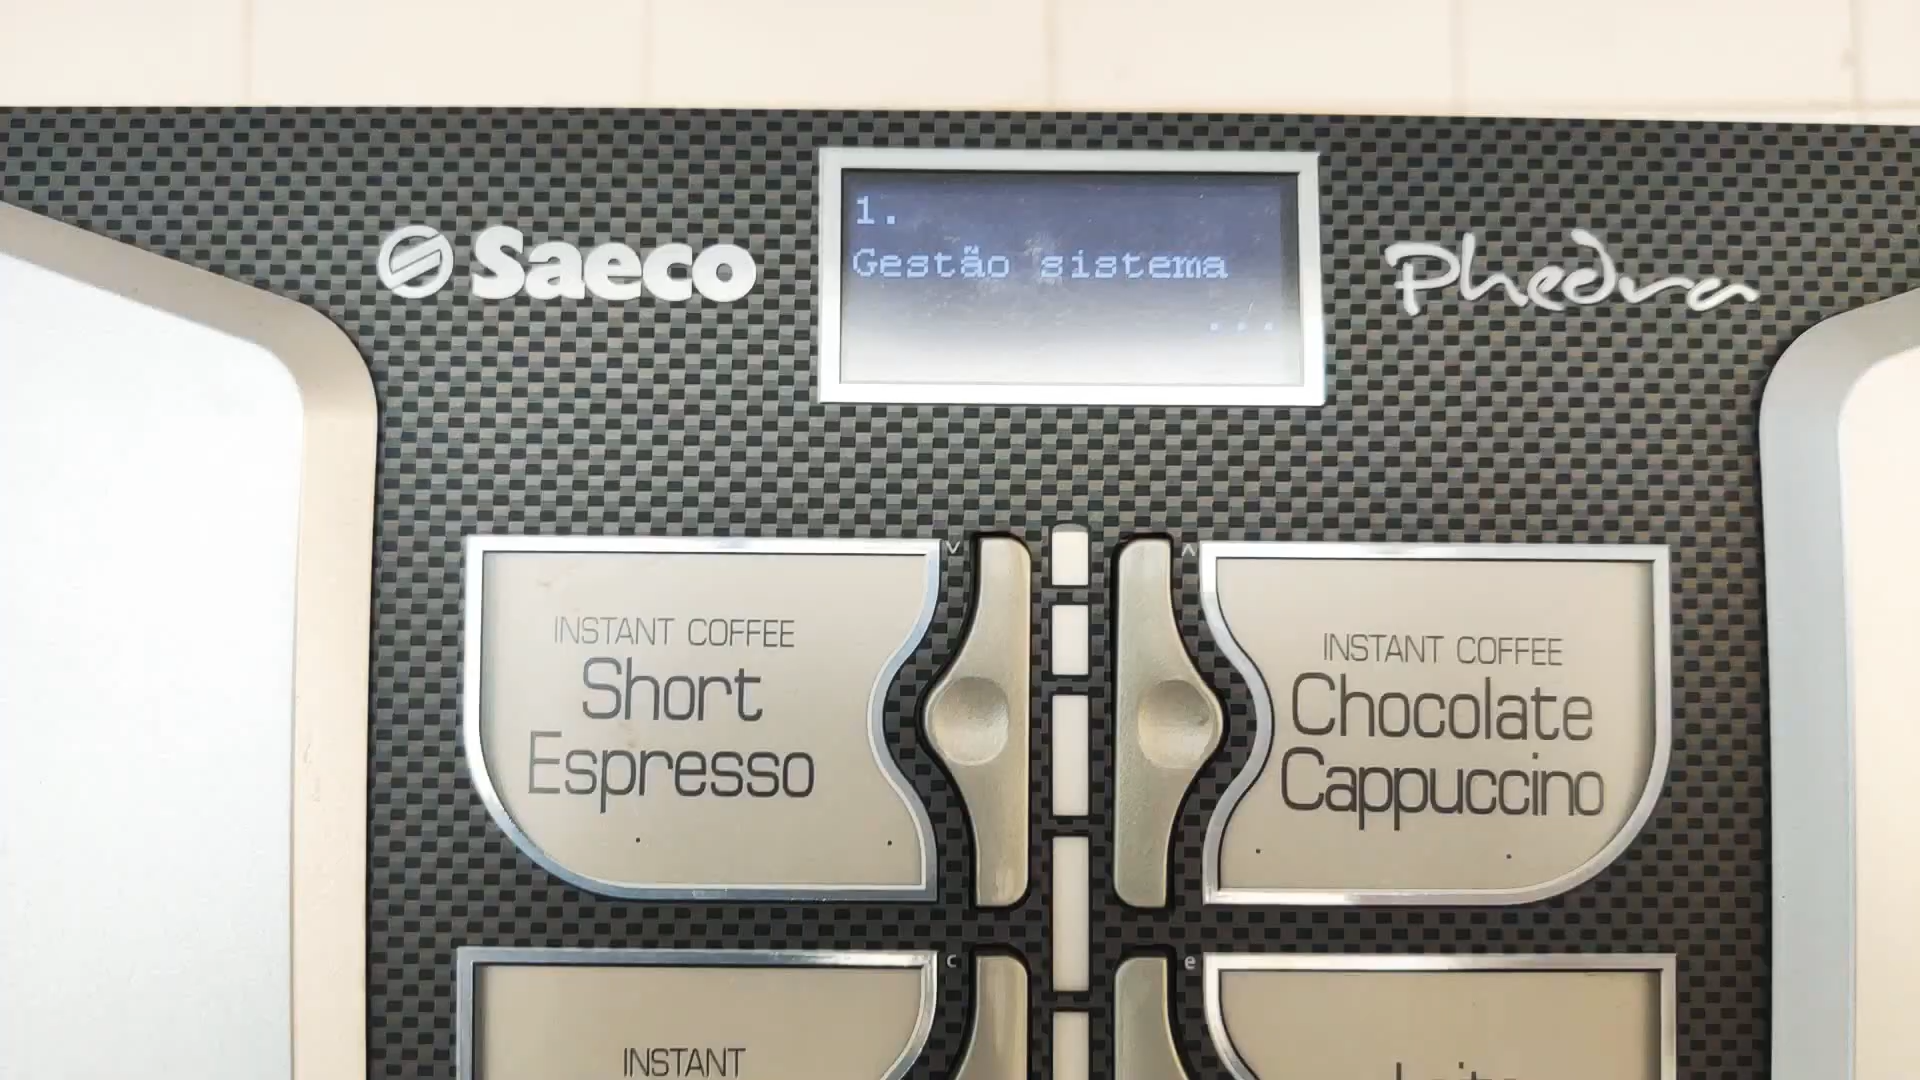 1.
Gestão sistema
...
Saeco
Phedra
v
^
INSTANT COFFEE
Short
Espresso
INSTANT COFFEE
Chocolate
Cappuccino
c
e
INSTANT